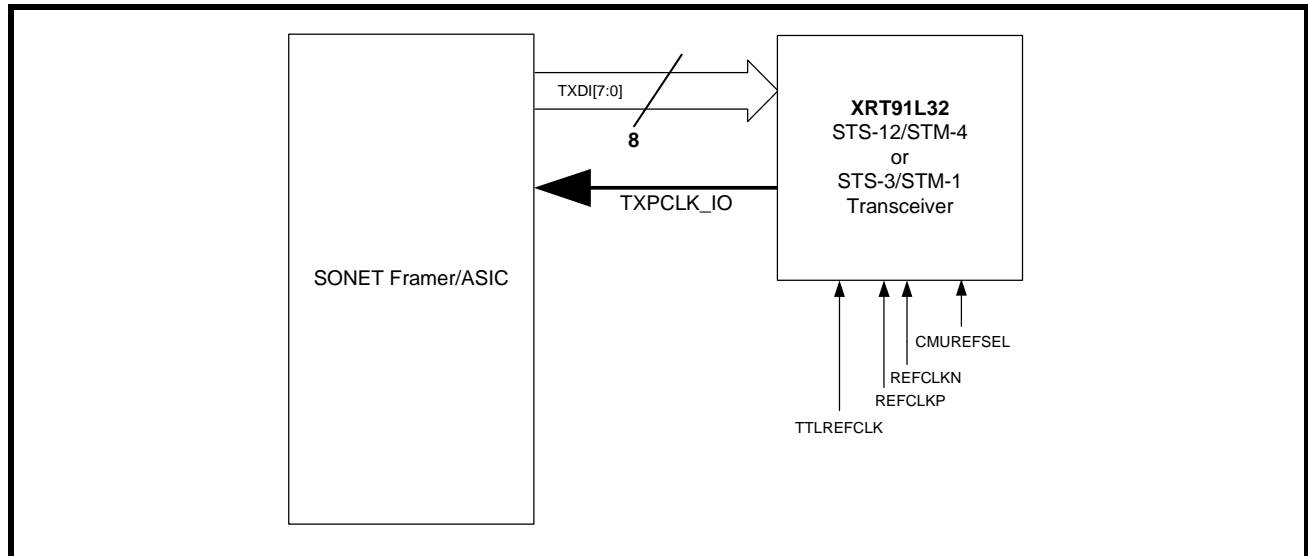 TXDI[7:0]
8
TXPCLK_IO
SONET Framer/ASIC
XRT91L32
STS-12/STM-4
or
STS-3/STM-1
Transceiver
CMUREFSEL
REFCLKN
REFCLKP
TTLREFCLK